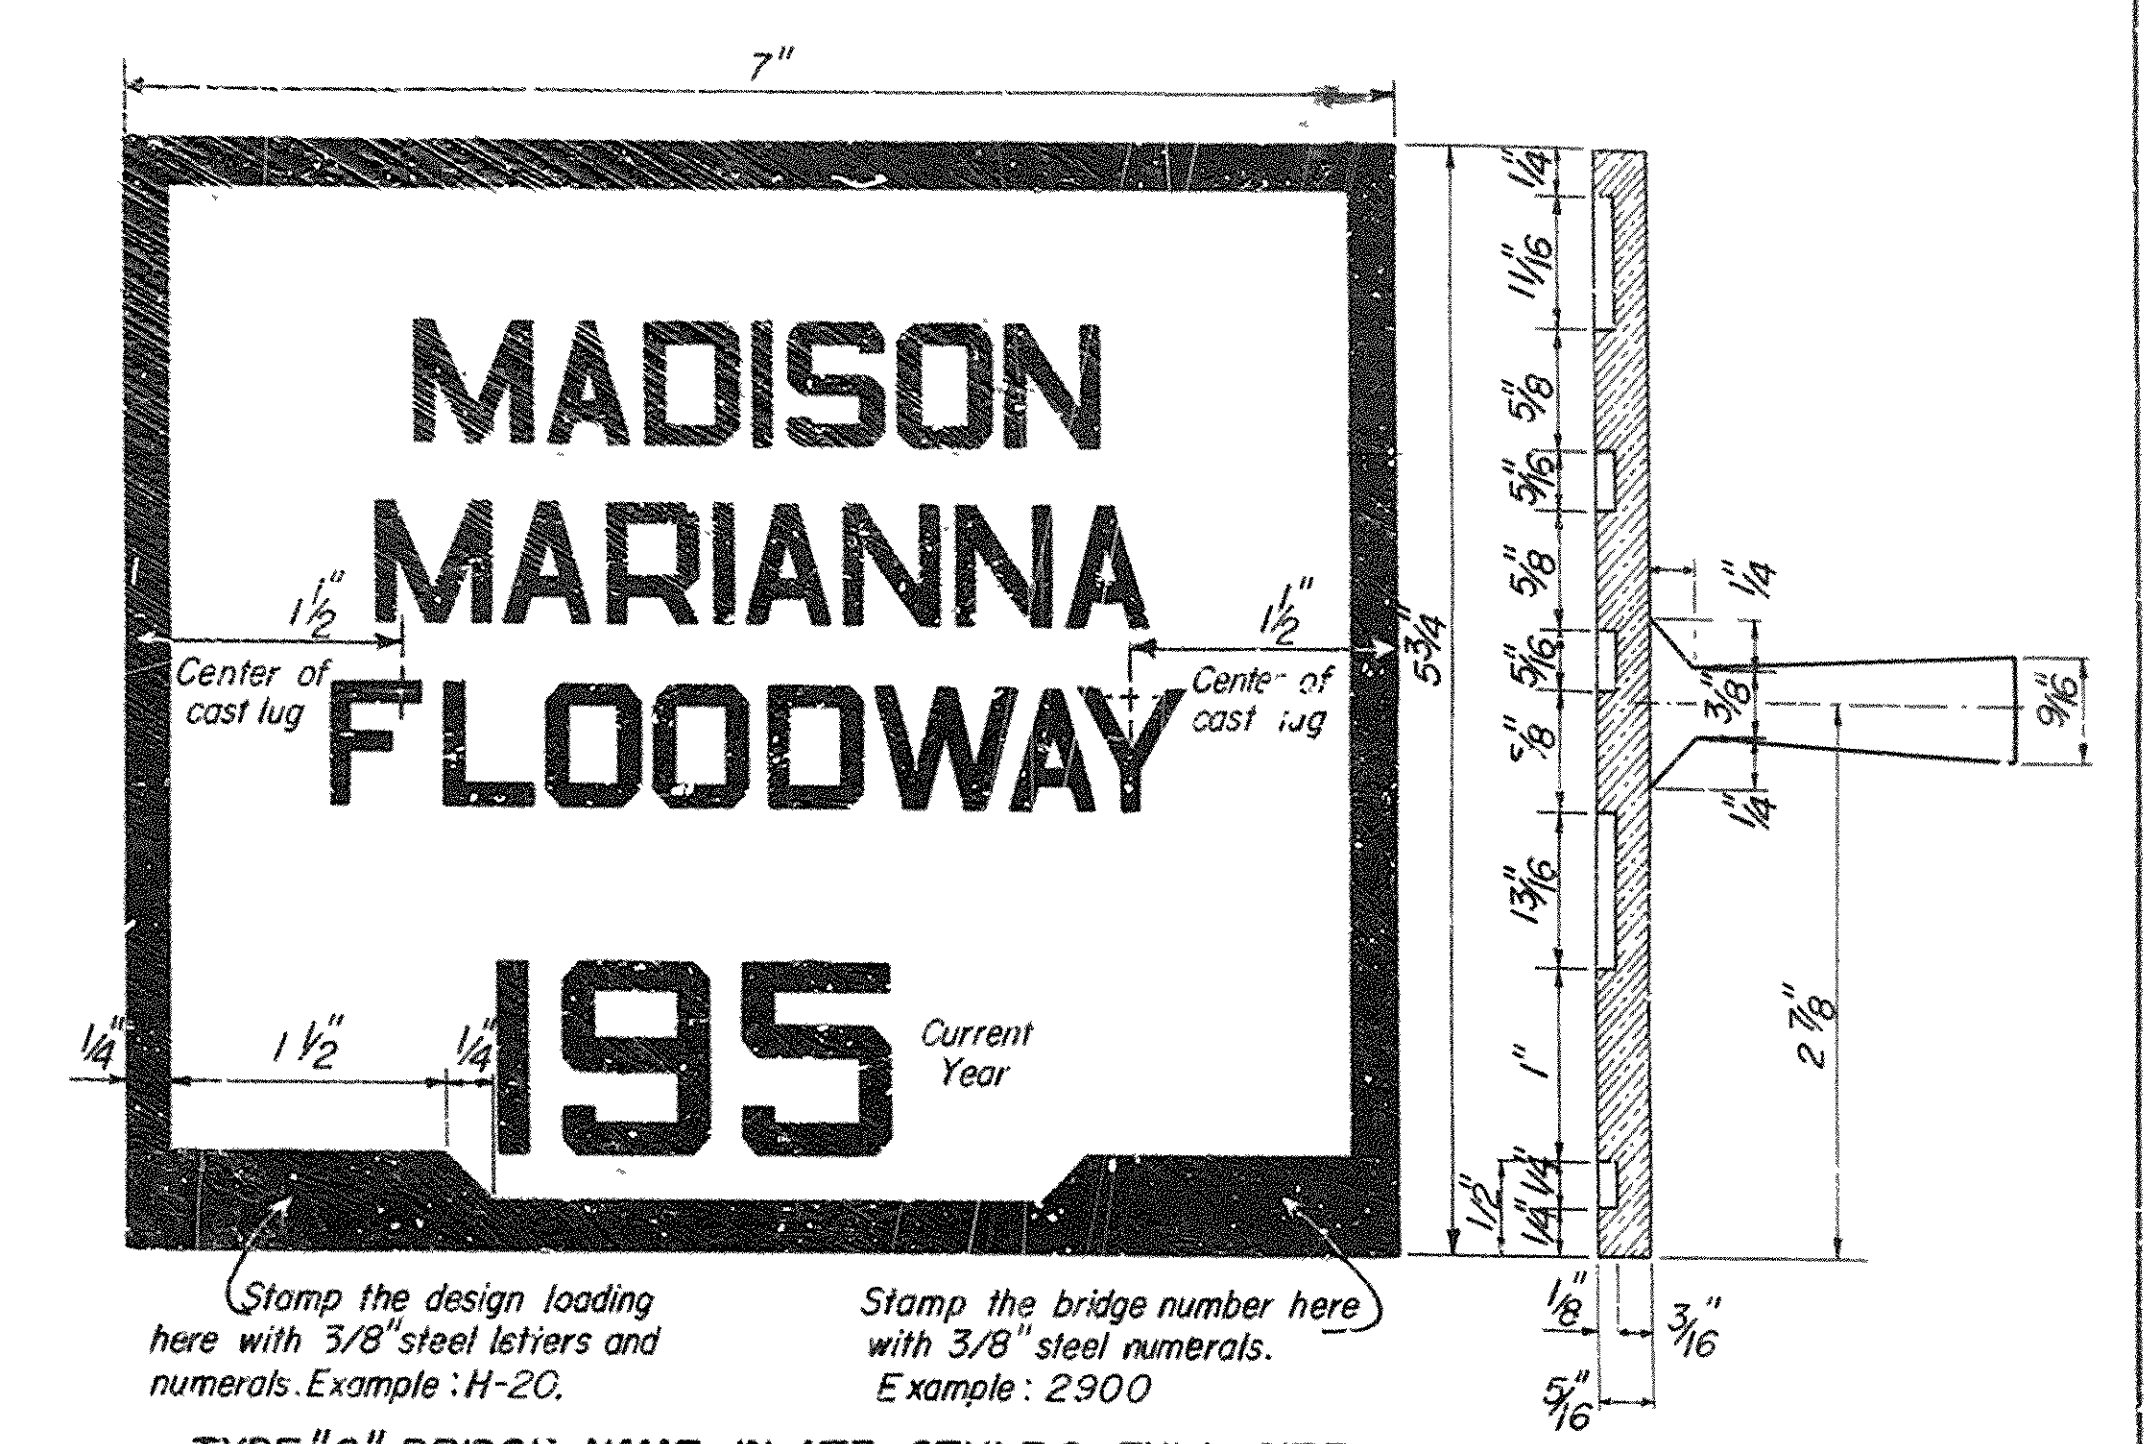 7"
MADISON
MARIANNA
FLOODWAY
195
Current
Year
1 1/2"
Center of
cast lug
1 1/2"
Center of
cast lug
1/4"
1 1/2"
1/4"
5 3/4"
1/4"
1 1/16"
5/8"
5/16"
5/8"
5/16"
5/8"
13/16"
1"
1/4"
1/4"
1/2"
1/4"
3/8"
1/4"
9/16"
2 7/8"
1/8"
3/16"
5/16"
Stamp the design loading
here with 3/8" steel letters and
numerals. Example: H-20.
Stamp the bridge number here
with 3/8" steel numerals.
Example: 2900